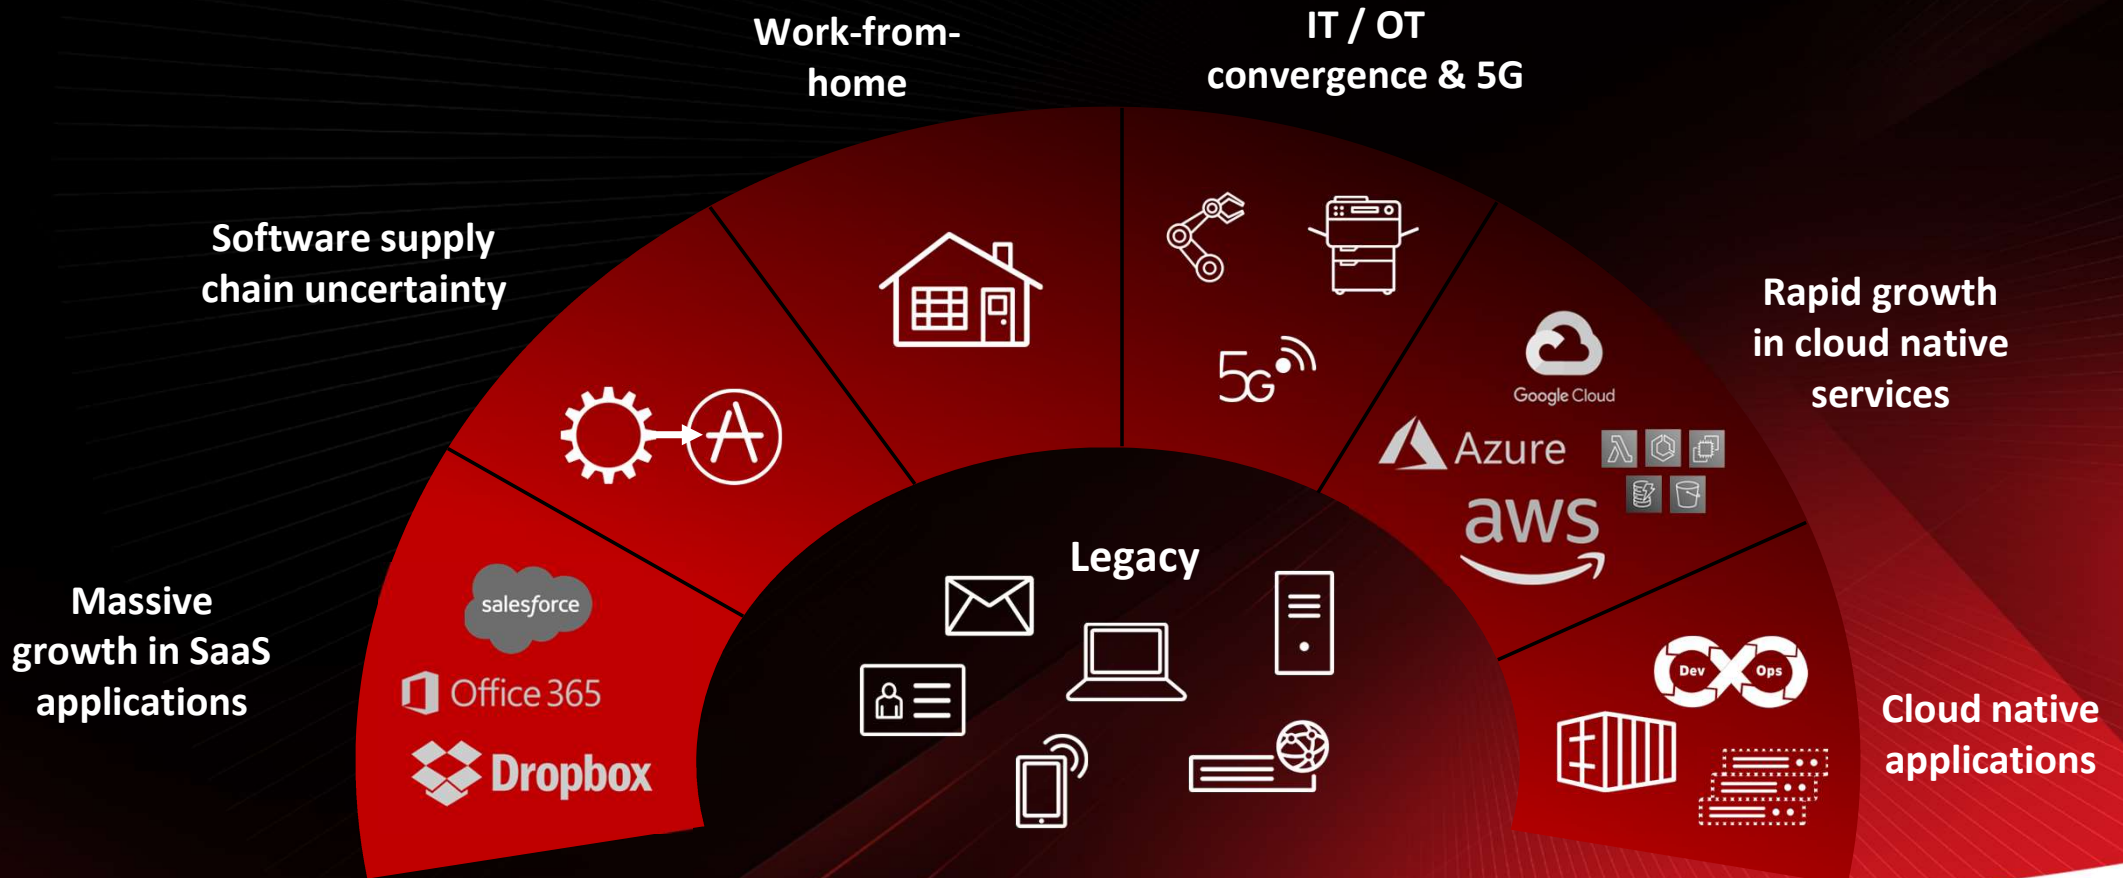 Work-from-
home
IT / OT
convergence & 5G
Software supply
chain uncertainty
Rapid growth
in cloud native
services
Massive
growth in SaaS
applications
Cloud native
applications
5G
Google Cloud
Azure
aws
salesforce
Office 365
Dropbox
Legacy
Dev Ops